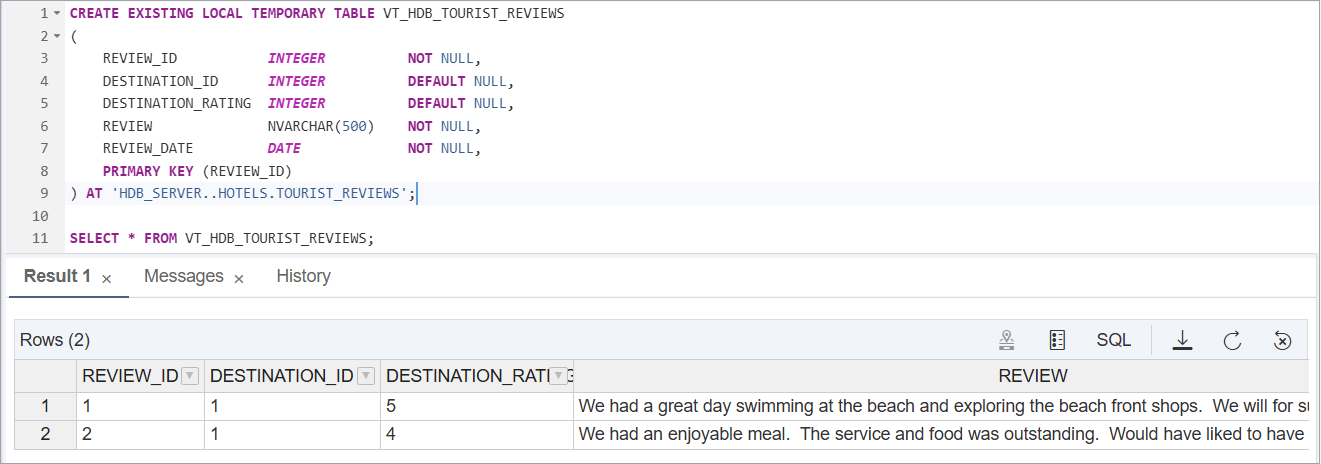 1 CREATE EXISTING LOCAL TEMPORARY TABLE VT_HDB_TOURIST_REVIEWS
2 (
3 REVIEW_ID INTEGER NOT NULL,
4 DESTINATION_ID INTEGER DEFAULT NULL,
5 DESTINATION_RATING INTEGER DEFAULT NULL,
6 REVIEW NVARCHAR(500) NOT NULL,
7 REVIEW_DATE DATE NOT NULL,
8 PRIMARY KEY (REVIEW_ID)
9 ) AT 'HDB_SERVER..HOTELS.TOURIST_REVIEWS';
10
11 SELECT * FROM VT_HDB_TOURIST_REVIEWS;
Result 1 × Messages × History
Rows (2) SQL
REVIEW_ID DESTINATION_ID DESTINATION_RATING REVIEW
1 1 1 5 We had a great day swimming at the beach and exploring the beach front shops. We will for su
2 2 1 4 We had an enjoyable meal. The service and food was outstanding. Would have liked to have